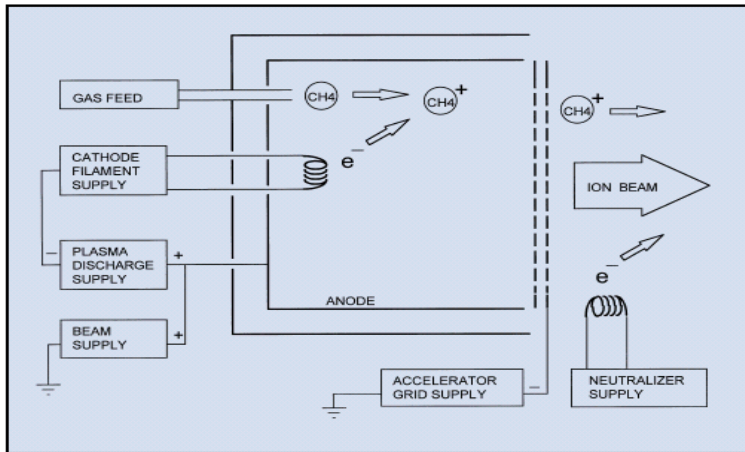 GAS FEED
CH4
CH4+
CH4+
CATHODE
FILAMENT
SUPPLY
e−
ION BEAM
−
PLASMA
DISCHARGE
SUPPLY
+
e−
ANODE
BEAM
SUPPLY
+
ACCELERATOR
GRID SUPPLY
−
NEUTRALIZER
SUPPLY